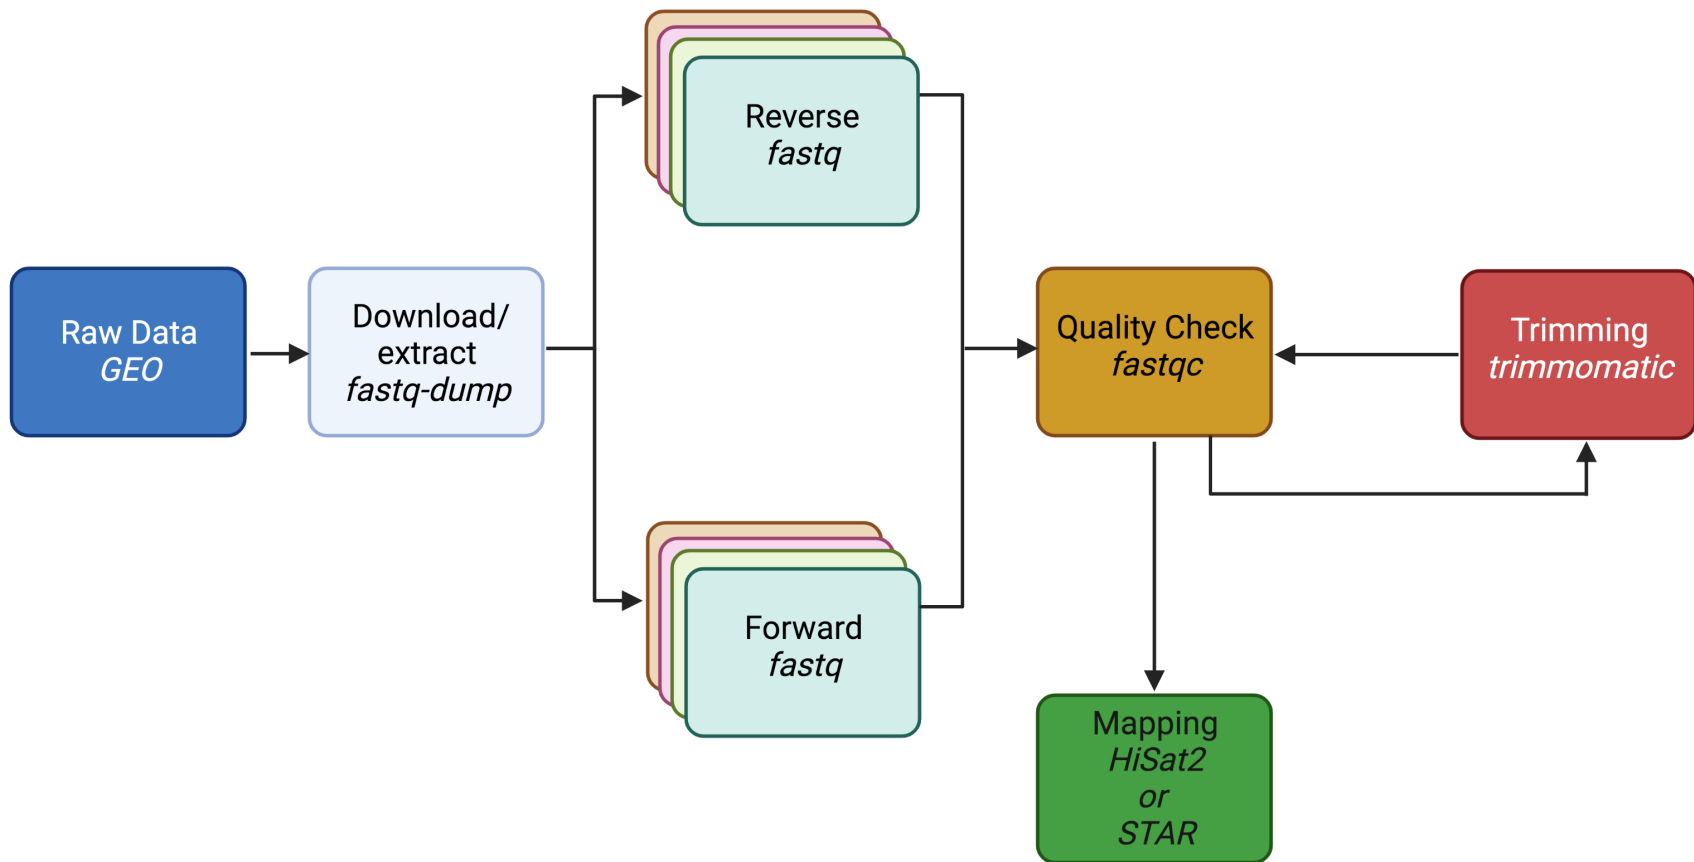 Raw Data
GEO
Download/
extract
fastq-dump
Reverse
fastq
Forward
fastq
Quality Check
fastqc
Trimming
trimmomatic
Mapping
HiSat2
or
STAR